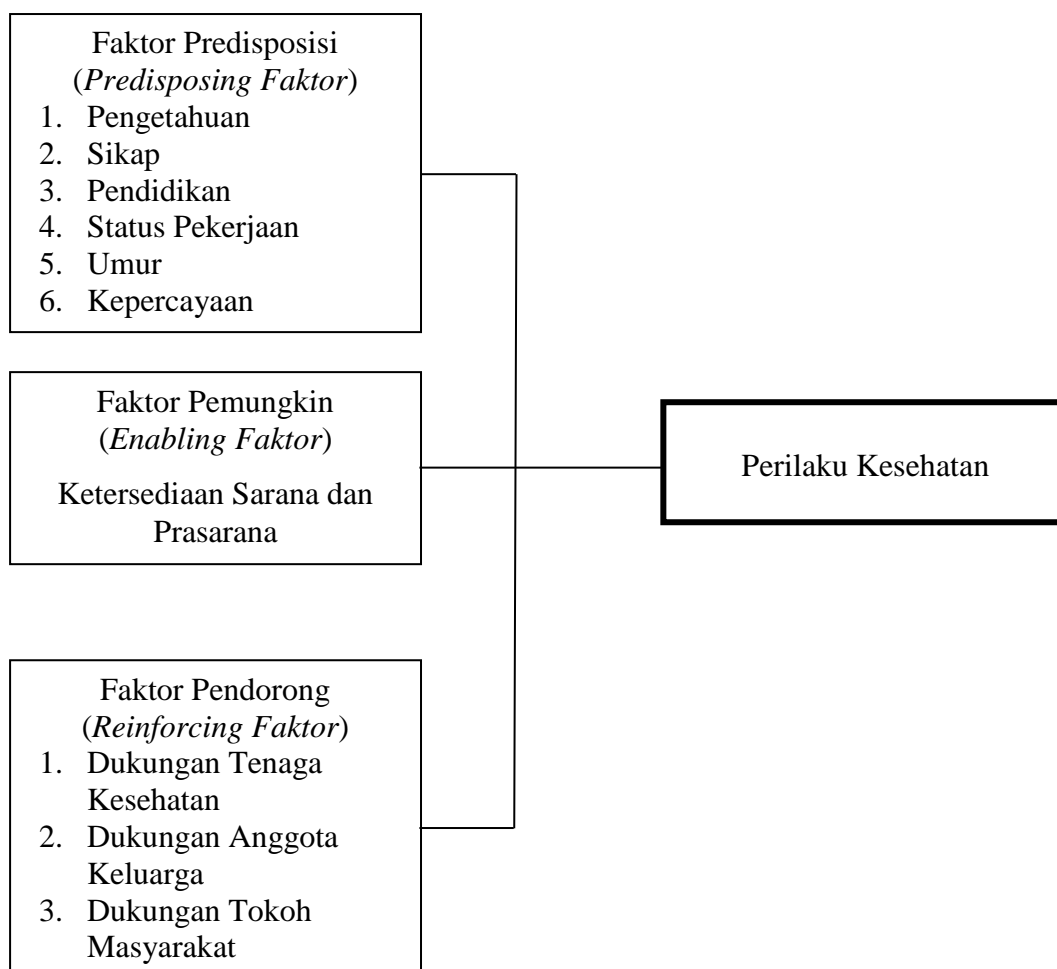 Faktor Predisposisi
(Predisposing Faktor)
1. Pengetahuan
2. Sikap
3. Pendidikan
4. Status Pekerjaan
5. Umur
6. Kepercayaan
Faktor Pemungkin
(Enabling Faktor)
Ketersediaan Sarana dan
Prasarana
Perilaku Kesehatan
Faktor Pendorong
(Reinforcing Faktor)
1. Dukungan Tenaga
Kesehatan
2. Dukungan Anggota
Keluarga
3. Dukungan Tokoh
Masyarakat